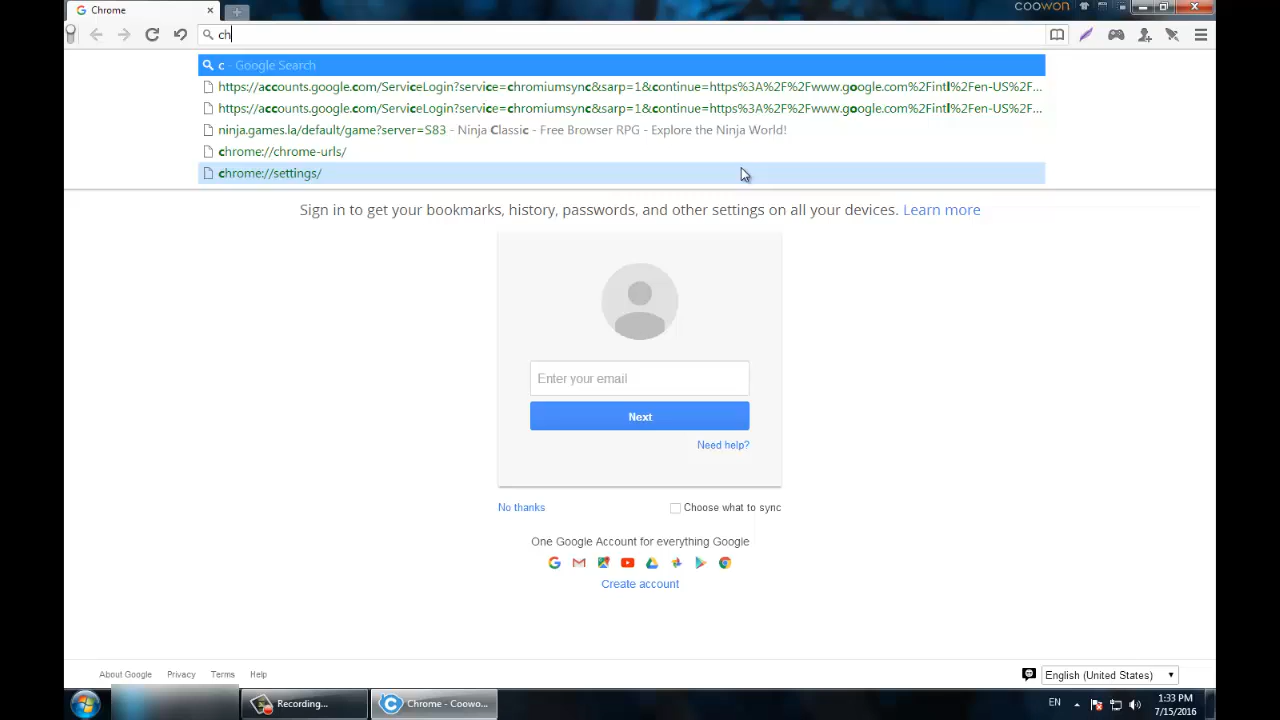 Chrome
coowon
ch
c - Google Search
https://accounts.google.com/ServiceLogin?service=chromiumsync&sarp=1&continue=https%3A%2F%2Fwww.google.com%2Fintl%2Fen-US%2F...
https://accounts.google.com/ServiceLogin?service=chromiumsync&sarp=1&continue=https%3A%2F%2Fwww.google.com%2Fintl%2Fen-US%2F...
ninja.games.la/default/game?server=S83 - Ninja Classic - Free Browser RPG - Explore the Ninja World!
chrome://chrome-urls/
chrome://settings/
Sign in to get your bookmarks, history, passwords, and other settings on all your devices. Learn more
Enter your email
Next
Need help?
No thanks
Choose what to sync
One Google Account for everything Google
Create account
About Google Privacy Terms Help
English (United States)
Recording...
Chrome - Coowo...
EN
1:33 PM
7/15/2016